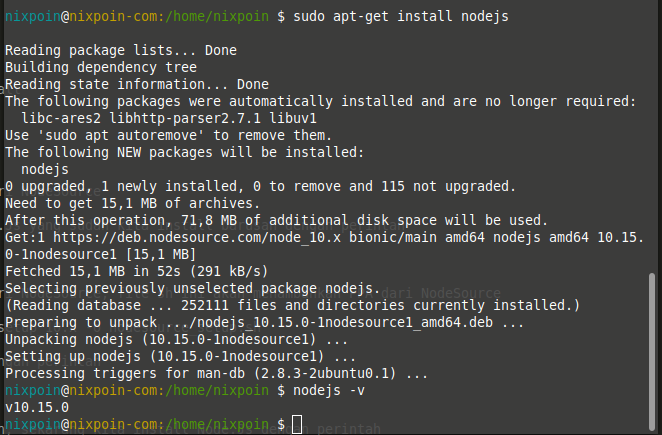 nixpoin@nixpoin-com:/home/nixpoin $ sudo apt-get install nodejs
Reading package lists... Done
Building dependency tree
Reading state information... Done
The following packages were automatically installed and are no longer required:
libc-ares2 libhttp-parser2.7.1 libuv1
Use 'sudo apt autoremove' to remove them.
The following NEW packages will be installed:
nodejs
0 upgraded, 1 newly installed, 0 to remove and 115 not upgraded.
Need to get 15,1 MB of archives.
After this operation, 71,8 MB of additional disk space will be used.
Get:1 https://deb.nodesource.com/node_10.x bionic/main amd64 nodejs amd64 10.15.
0-1nodesource1 [15,1 MB]
Fetched 15,1 MB in 52s (291 kB/s)
Selecting previously unselected package nodejs.
(Reading database ... 252111 files and directories currently installed.)
Preparing to unpack .../nodejs_10.15.0-1nodesource1_amd64.deb ...
Unpacking nodejs (10.15.0-1nodesource1) ...
Setting up nodejs (10.15.0-1nodesource1) ...
Processing triggers for man-db (2.8.3-2ubuntu0.1) ...
nixpoin@nixpoin-com:/home/nixpoin $ nodejs -v
v10.15.0
nixpoin@nixpoin-com:/home/nixpoin $